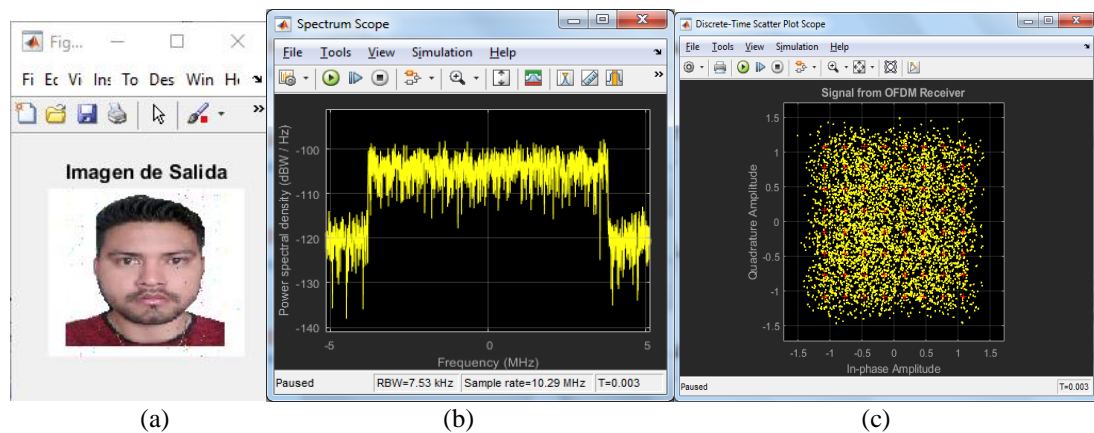 Fig...
Fi Ec Vi Ins To Des Win He
Imagen de Salida
(a)
Spectrum Scope
File Tools View Simulation Help
Power spectral density (dBW / Hz)
-100
-110
-120
-130
-140
-5 0 5
Frequency (MHz)
Paused RBW=7.53 kHz Sample rate=10.29 MHz T=0.003
(b)
Discrete-Time Scatter Plot Scope
File Tools View Simulation Help
Signal from OFDM Receiver
Quadrature Amplitude
1.5
1
0.5
0
-0.5
-1
-1.5
-1.5 -1 -0.5 0 0.5 1 1.5
In-phase Amplitude
Paused T=0.003
(c)